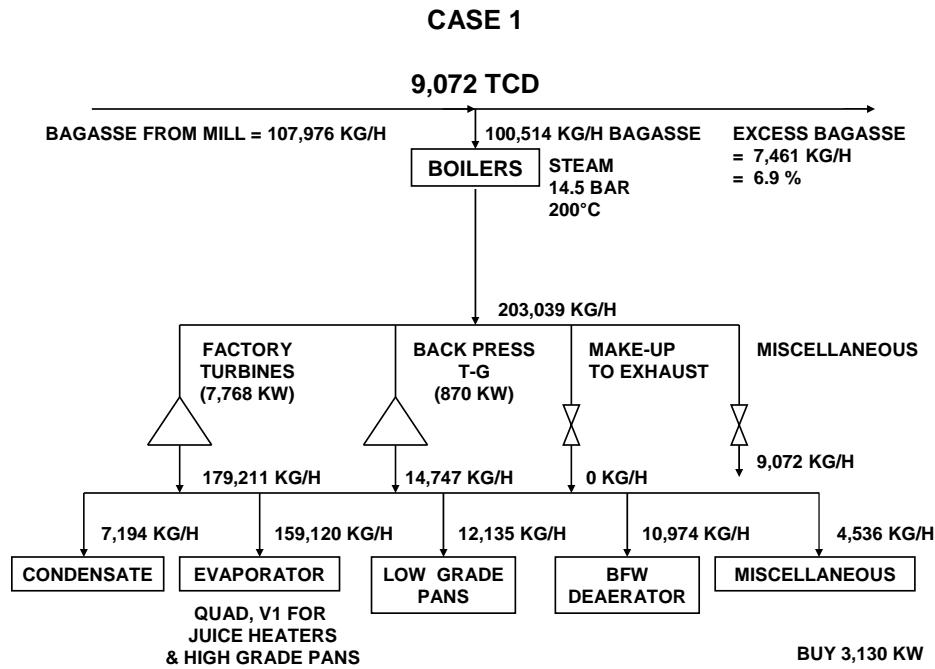 CASE 1
9,072 TCD
BAGASSE FROM MILL = 107,976 KG/H
100,514 KG/H BAGASSE
EXCESS BAGASSE
= 7,461 KG/H
= 6.9 %
BOILERS
STEAM
14.5 BAR
200°C
203,039 KG/H
FACTORY
TURBINES
(7,768 KW)
BACK PRESS
T-G
(870 KW)
MAKE-UP
TO EXHAUST
MISCELLANEOUS
179,211 KG/H
14,747 KG/H
0 KG/H
9,072 KG/H
7,194 KG/H
159,120 KG/H
12,135 KG/H
10,974 KG/H
4,536 KG/H
CONDENSATE
EVAPORATOR
LOW GRADE
PANS
BFW
DEAERATOR
MISCELLANEOUS
QUAD, V1 FOR
JUICE HEATERS
& HIGH GRADE PANS
BUY 3,130 KW